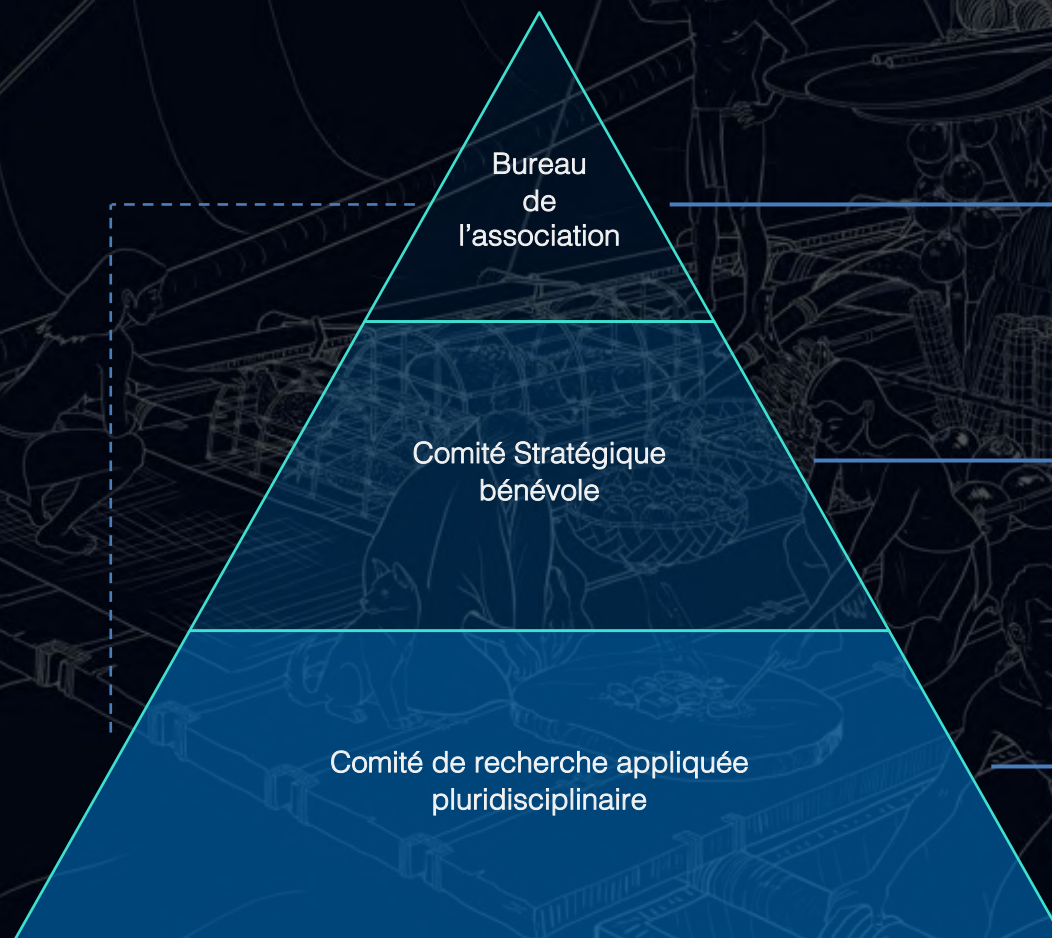 Bureau
de
l’association
Comité Stratégique
bénévole
Comité de recherche appliquée
pluridisciplinaire